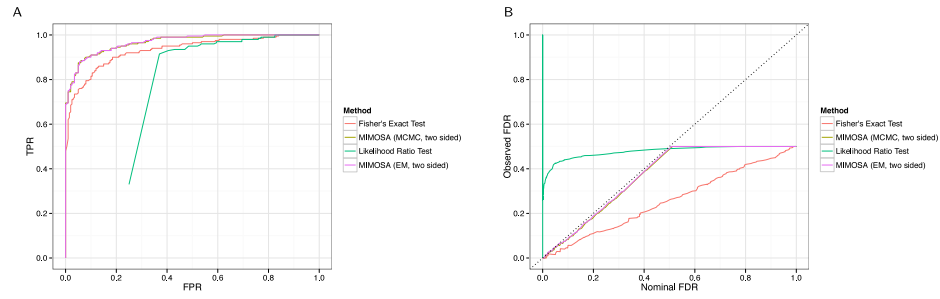 A
1.0
0.8
0.6
0.4
0.2
0.0
TPR
0.0 0.2 0.4 0.6 0.8 1.0
FPR
Method
Fisher's Exact Test
MIMOSA (MCMC, two sided)
Likelihood Ratio Test
MIMOSA (EM, two sided)
B
1.0
0.8
0.6
0.4
0.2
0.0
Observed FDR
0.0 0.2 0.4 0.6 0.8 1.0
Nominal FDR
Method
Fisher's Exact Test
MIMOSA (MCMC, two sided)
Likelihood Ratio Test
MIMOSA (EM, two sided)